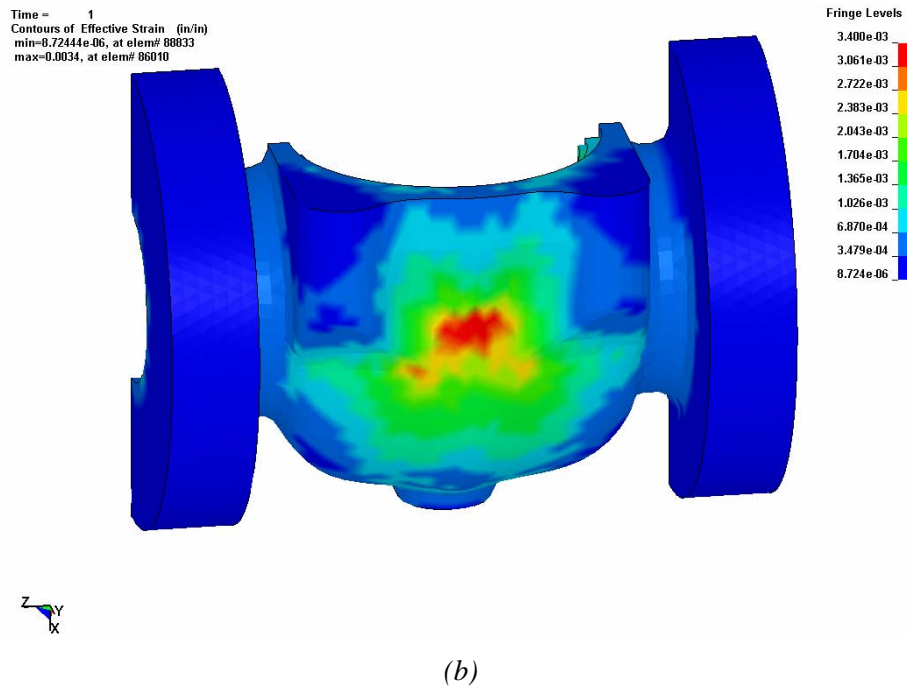 Time = 1
Contours of Effective Strain (in/in)
min=8.72444e-06, at elem# 88833
max=0.0034, at elem# 86010
Fringe Levels
3.400e-03
3.061e-03
2.722e-03
2.383e-03
2.043e-03
1.704e-03
1.365e-03
1.026e-03
6.870e-04
3.479e-04
8.724e-06
Z
Y
X
(b)